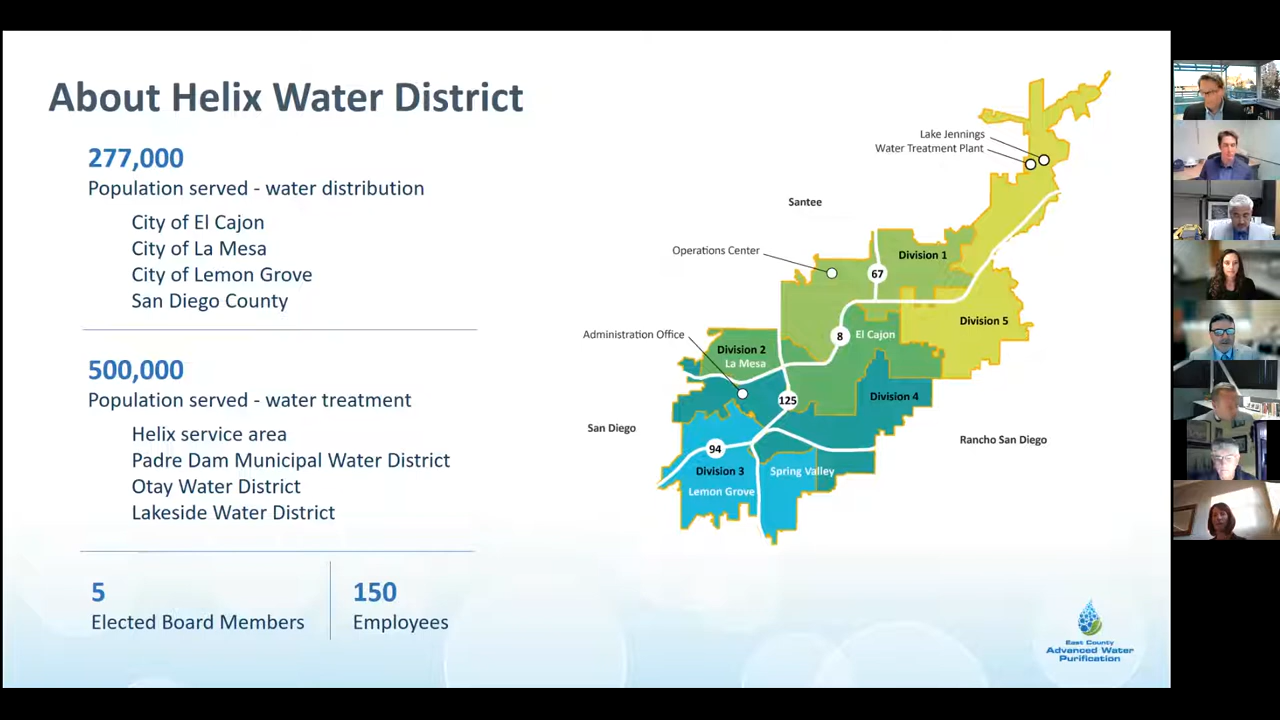 About Helix Water District
277,000
Population served - water distribution
City of El Cajon
City of La Mesa
City of Lemon Grove
San Diego County
500,000
Population served - water treatment
Helix service area
Padre Dam Municipal Water District
Otay Water District
Lakeside Water District
5
Elected Board Members
150
Employees
Lake Jennings
Water Treatment Plant
Santee
Operations Center
Division 1
67
Division 5
Administration Office
8
El Cajon
Division 2
La Mesa
125
Division 4
San Diego
Rancho San Diego
94
Division 3
Spring Valley
Lemon Grove
East County
Advanced Water
Purification